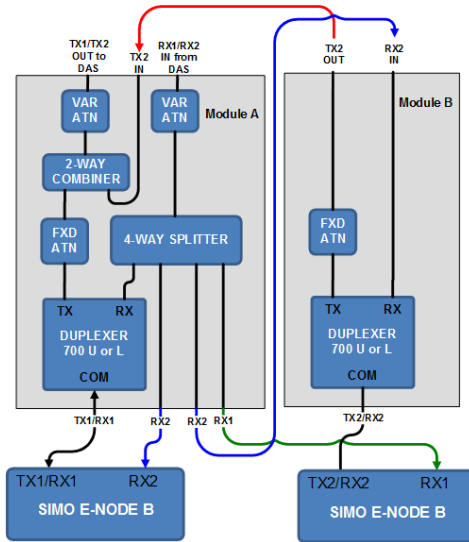 TX1/TX2
OUT to
DAS
TX2
IN
RX1/RX2
IN from
DAS
TX2
OUT
RX2
IN
VAR
ATN
VAR
ATN
Module A
Module B
2-WAY
COMBINER
FXD
ATN
4-WAY SPLITTER
FXD
ATN
TX
RX
DUPLEXER
700 U or L
COM
TX
RX
DUPLEXER
700 U or L
COM
TX1/RX1
RX2
RX2
RX1
TX2/RX2
TX1/RX1
RX2
SIMO E-NODE B
TX2/RX2
RX1
SIMO E-NODE B